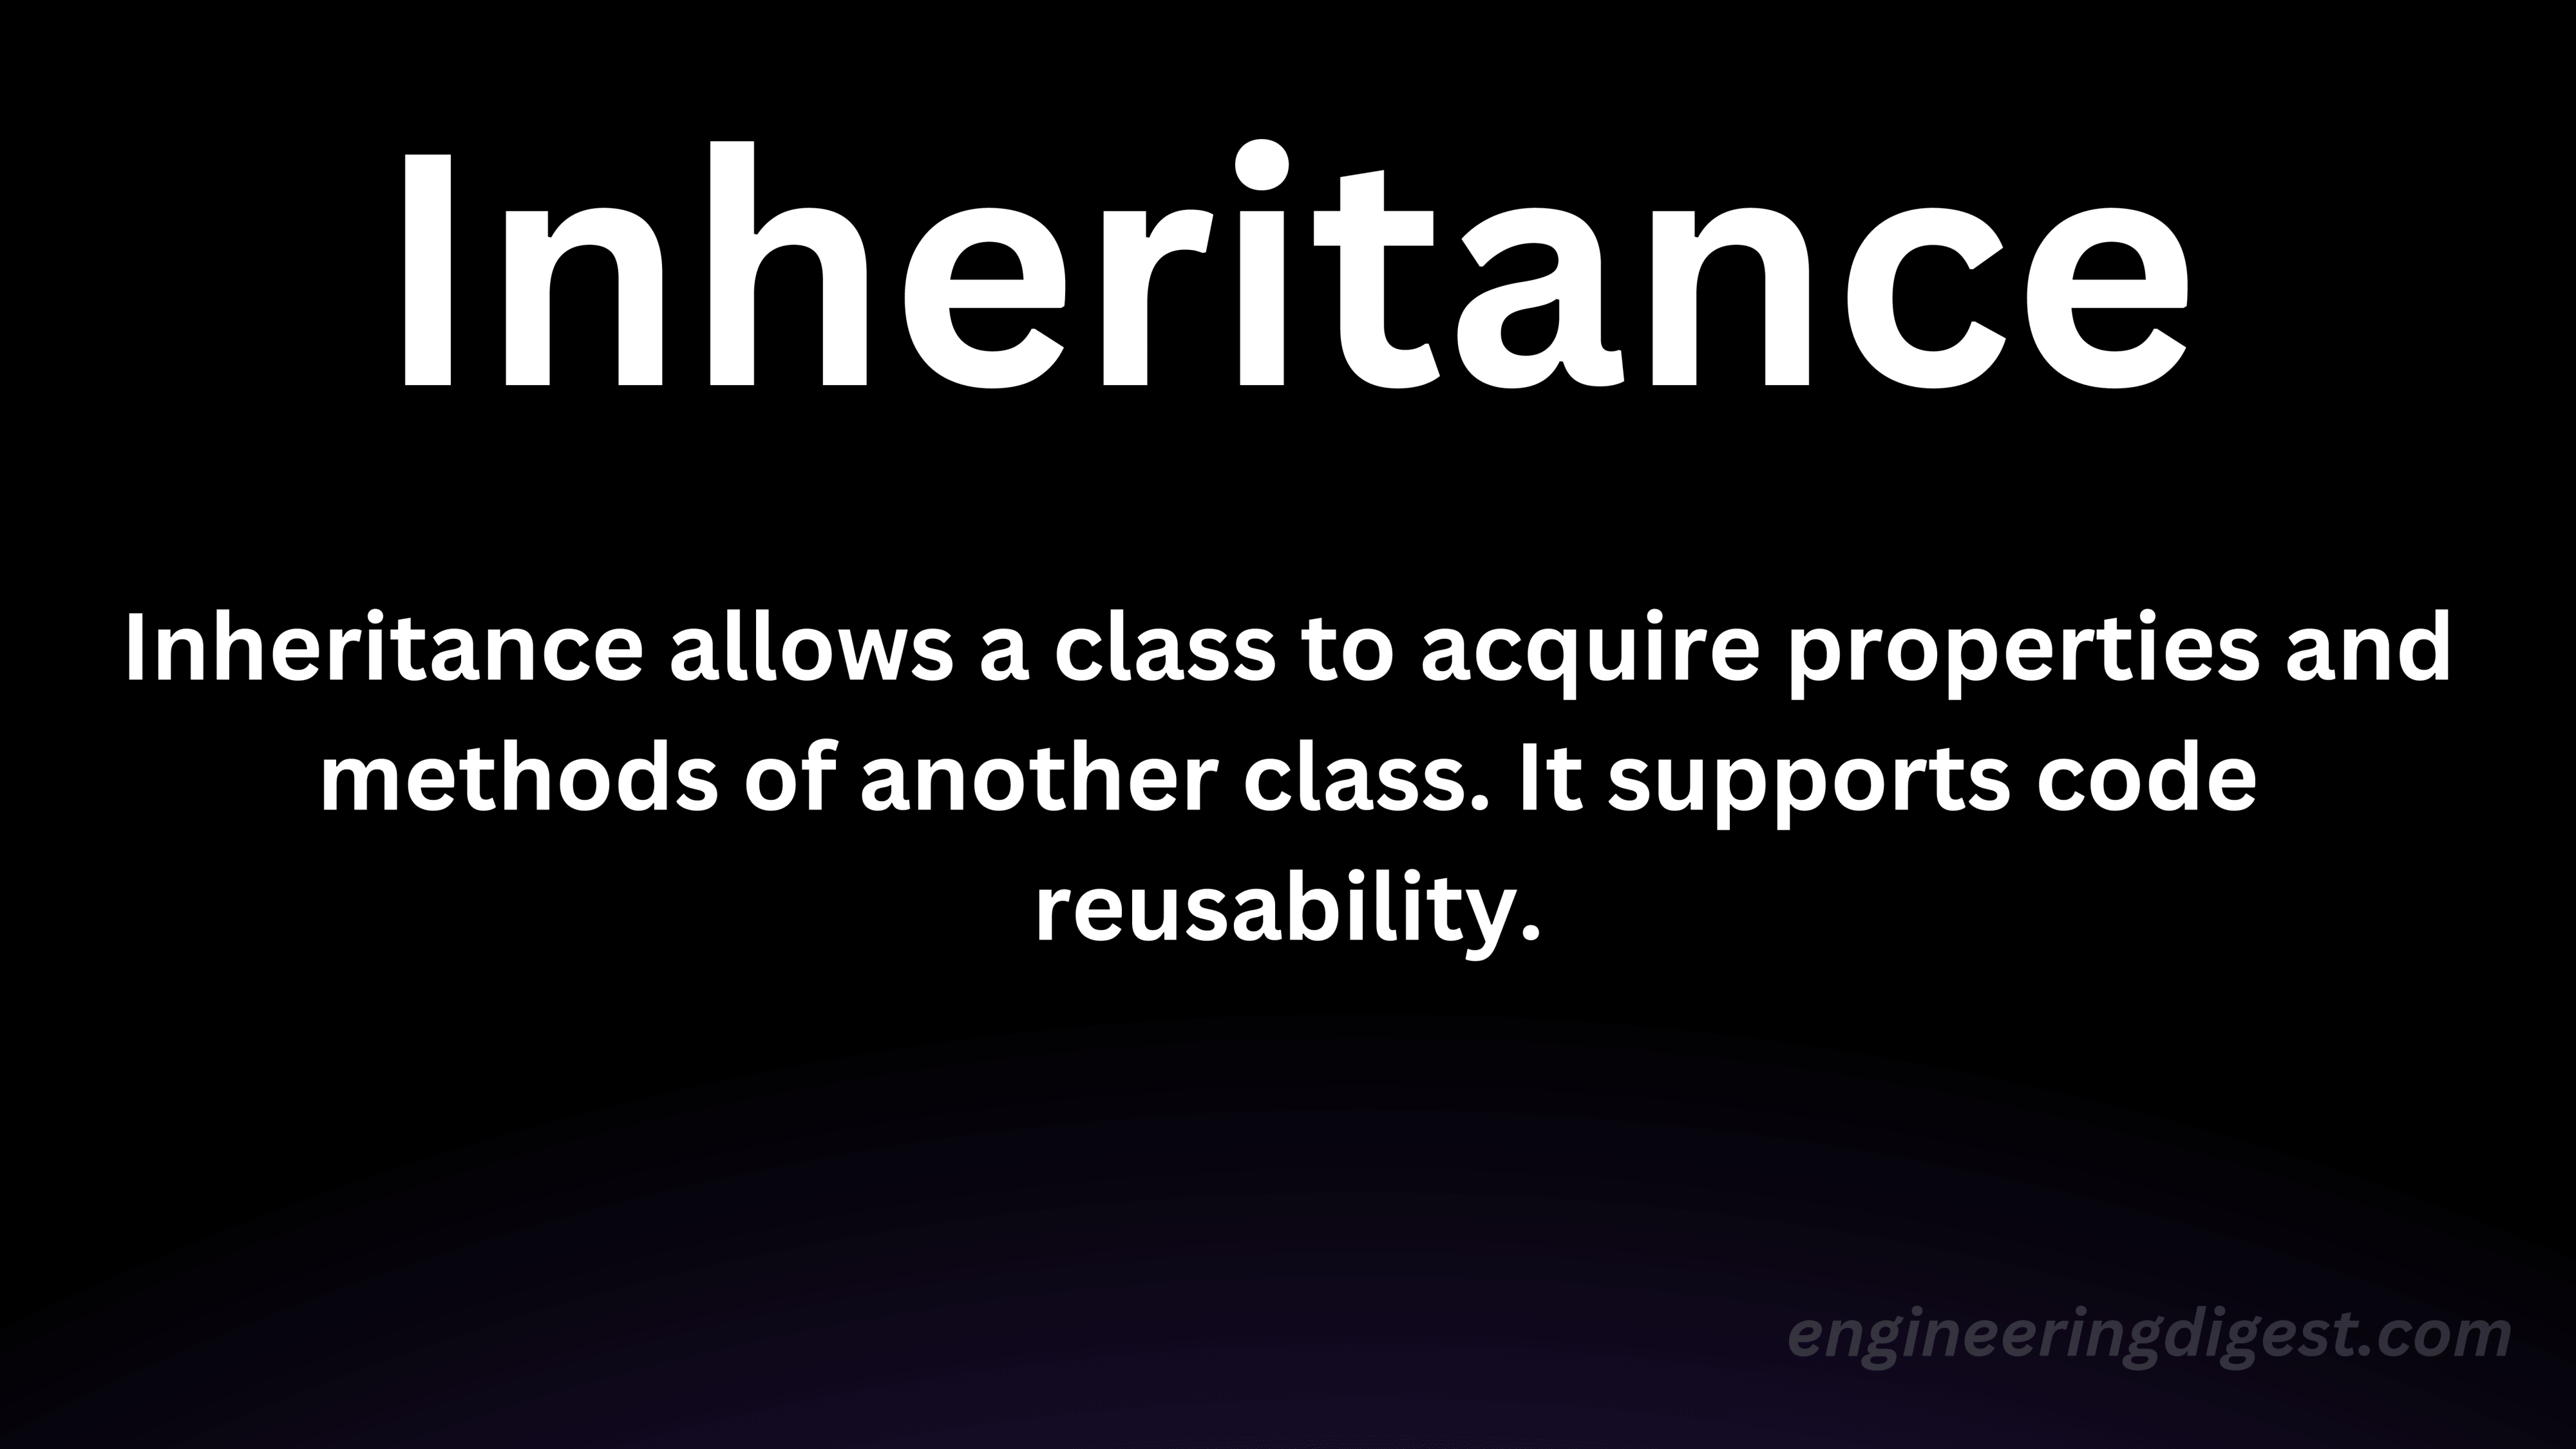 Inheritance
Inheritance allows a class to acquire properties and
methods of another class. It supports code
reusability.
engineeringdigest.com